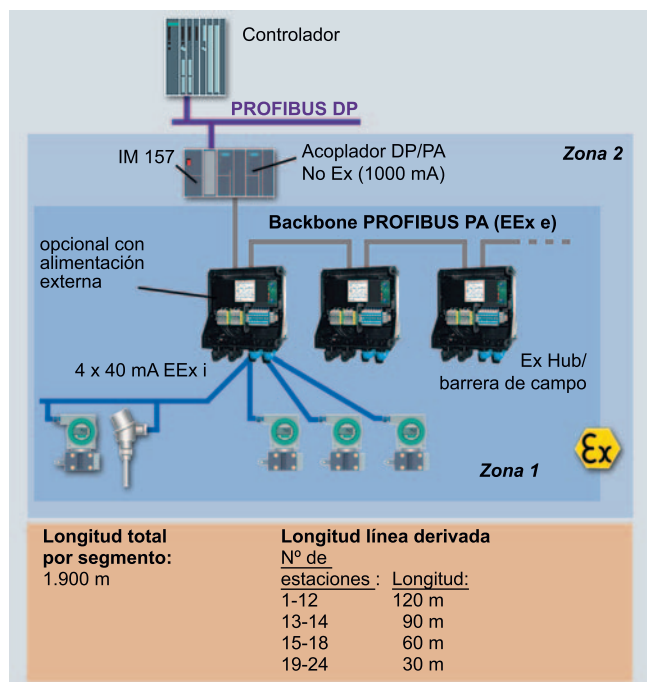 Controlador
PROFIBUS DP
IM 157
Acoplador DP/PA
No Ex (1000 mA)
Zona 2
Backbone PROFIBUS PA (EEx e)
opcional con
alimentación
externa
4 x 40 mA EEx i
Ex Hub/
barrera de campo
Ex
Zona 1
Longitud total
por segmento:
1.900 m
Longitud línea derivada
Nº de
estaciones : Longitud:
1-12 120 m
13-14 90 m
15-18 60 m
19-24 30 m